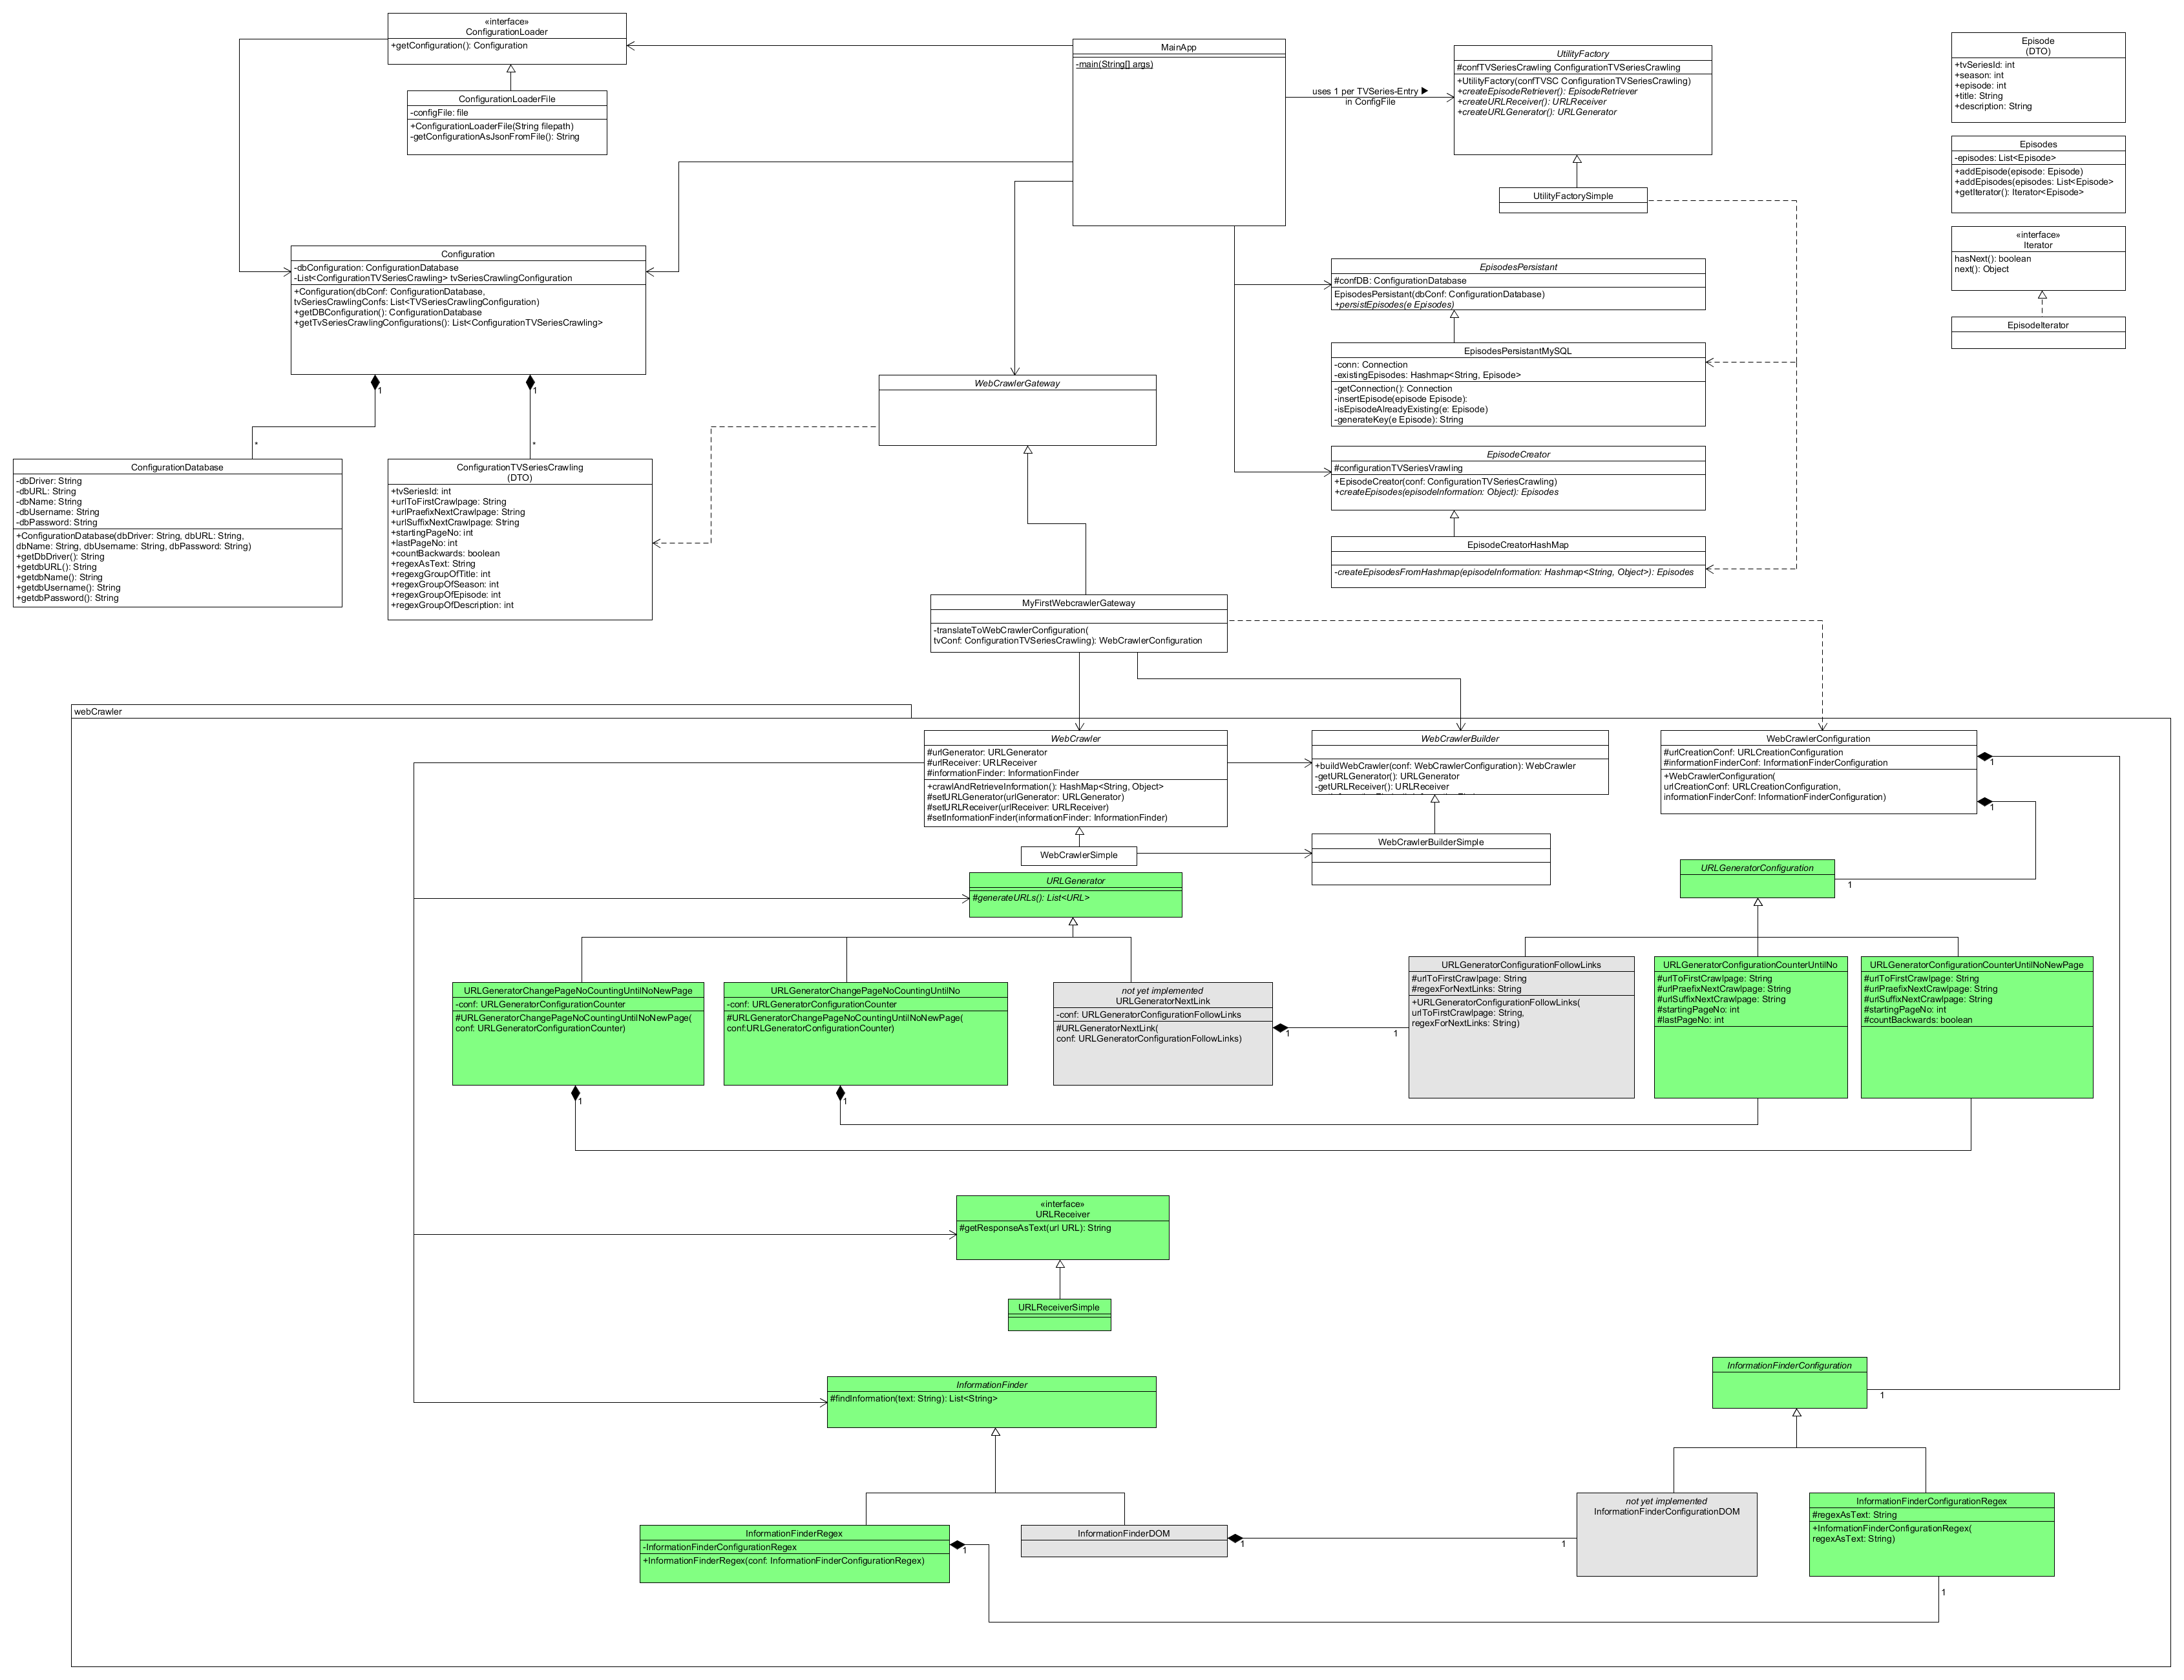 «interface»
ConfigurationLoader
+getConfiguration(): Configuration
ConfigurationLoaderFile
-configFile: file
+ConfigurationLoaderFile(String filepath)
-getConfigurationAsJsonFromFile(): String
MainApp
-main(String[] args)
uses 1 per TVSeries-Entry ▶
in ConfigFile
UtilityFactory
#confTVSeriesCrawling ConfigurationTVSeriesCrawling
+UtilityFactory(confTVSC ConfigurationTVSeriesCrawling)
+createEpisodeRetriever(): EpisodeRetriever
+createURLReceiver(): URLReceiver
+createURLGenerator(): URLGenerator
UtilityFactorySimple
Episode
(DTO)
+tvSeriesId: int
+season: int
+episode: int
+title: String
+description: String
Episodes
-episodes: List<Episode>
+addEpisode(episode: Episode)
+addEpisodes(episodes: List<Episode>
+getIterator(): Iterator<Episode>
«interface»
Iterator
hasNext(): boolean
next(): Object
EpisodeIterator
Configuration
-dbConfiguration: ConfigurationDatabase
-List<ConfigurationTVSeriesCrawling> tvSeriesCrawlingConfiguration
+Configuration(dbConf: ConfigurationDatabase,
tvSeriesCrawlingConfs: List<TVSeriesCrawlingConfiguration)
+getDBConfiguration(): ConfigurationDatabase
+getTvSeriesCrawlingConfigurations(): List<ConfigurationTVSeriesCrawling>
1
1
*
*
EpisodesPersistant
#confDB: ConfigurationDatabase
EpisodesPersistant(dbConf: ConfigurationDatabase)
+persistEpisodes(e Episodes)
EpisodesPersistantMySQL
-conn: Connection
-existingEpisodes: Hashmap<String, Episode>
-getConnection(): Connection
-insertEpisode(episode Episode):
-isEpisodeAlreadyExisting(e: Episode)
-generateKey(e Episode): String
WebCrawlerGateway
ConfigurationDatabase
-dbDriver: String
-dbURL: String
-dbName: String
-dbUsername: String
-dbPassword: String
+ConfigurationDatabase(dbDriver: String, dbURL: String,
dbName: String, dbUsername: String, dbPassword: String)
+getDbDriver(): String
+getdbURL(): String
+getdbName(): String
+getdbUsername(): String
+getdbPassword(): String
ConfigurationTVSeriesCrawling
(DTO)
+tvSeriesId: int
+urlToFirstCrawlpage: String
+urlPraefixNextCrawlpage: String
+urlSuffixNextCrawlpage: String
+startingPageNo: int
+lastPageNo: int
+countBackwards: boolean
+regexAsText: String
+regexgGroupOfTitle: int
+regexGroupOfSeason: int
+regexGroupOfEpisode: int
+regexGroupOfDescription: int
EpisodeCreator
#configurationTVSeriesVrawling
+EpisodeCreator(conf: ConfigurationTVSeriesCrawling)
+createEpisodes(episodeInformation: Object): Episodes
EpisodeCreatorHashMap
-createEpisodesFromHashmap(episodeInformation: Hashmap<String, Object>): Episodes
MyFirstWebcrawlerGateway
-translateToWebCrawlerConfiguration(
tvConf: ConfigurationTVSeriesCrawling): WebCrawlerConfiguration
webCrawler
WebCrawler
#urlGenerator: URLGenerator
#urlReceiver: URLReceiver
#informationFinder: InformationFinder
+crawlAndRetrieveInformation(): HashMap<String, Object>
#setURLGenerator(urlGenerator: URLGenerator)
#setURLReceiver(urlReceiver: URLReceiver)
#setInformationFinder(informationFinder: InformationFinder)
WebCrawlerSimple
WebCrawlerBuilder
+buildWebCrawler(conf: WebCrawlerConfiguration): WebCrawler
-getURLGenerator(): URLGenerator
-getURLReceiver(): URLReceiver
WebCrawlerBuilderSimple
WebCrawlerConfiguration
#urlCreationConf: URLCreationConfiguration
#informationFinderConf: InformationFinderConfiguration
+WebCrawlerConfiguration(
urlCreationConf: URLCreationConfiguration,
informationFinderConf: InformationFinderConfiguration)
1
1
URLGenerator
#generateURLs(): List<URL>
URLGeneratorConfiguration
1
URLGeneratorChangePageNoCountingUntilNoNewPage
-conf: URLGeneratorConfigurationCounter
#URLGeneratorChangePageNoCountingUntilNoNewPage(
conf: URLGeneratorConfigurationCounter)
1
URLGeneratorChangePageNoCountingUntilNo
-conf: URLGeneratorConfigurationCounter
#URLGeneratorChangePageNoCountingUntilNoNewPage(
conf:URLGeneratorConfigurationCounter)
1
not yet implemented
URLGeneratorNextLink
-conf: URLGeneratorConfigurationFollowLinks
#URLGeneratorNextLink(
conf: URLGeneratorConfigurationFollowLinks)
1
1
URLGeneratorConfigurationFollowLinks
#urlToFirstCrawlpage: String
#regexForNextLinks: String
+URLGeneratorConfigurationFollowLinks(
urlToFirstCrawlpage: String,
regexForNextLinks: String)
URLGeneratorConfigurationCounterUntilNo
#urlToFirstCrawlpage: String
#urlPraefixNextCrawlpage: String
#urlSuffixNextCrawlpage: String
#startingPageNo: int
#lastPageNo: int
URLGeneratorConfigurationCounterUntilNoNewPage
#urlToFirstCrawlpage: String
#urlPraefixNextCrawlpage: String
#urlSuffixNextCrawlpage: String
#startingPageNo: int
#countBackwards: boolean
«interface»
URLReceiver
#getResponseAsText(url URL): String
URLReceiverSimple
InformationFinder
#findInformation(text: String): List<String>
InformationFinderConfiguration
1
InformationFinderRegex
-InformationFinderConfigurationRegex
+InformationFinderRegex(conf: InformationFinderConfigurationRegex)
1
InformationFinderDOM
1
1
not yet implemented
InformationFinderConfigurationDOM
InformationFinderConfigurationRegex
#regexAsText: String
+InformationFinderConfigurationRegex(
regexAsText: String)
1